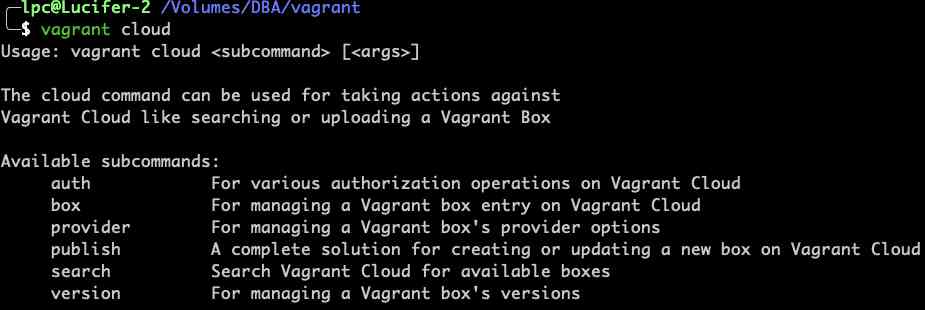 lpc@Lucifer-2 /Volumes/DBA/vagrant
$ vagrant cloud
Usage: vagrant cloud <subcommand> [<args>]
The cloud command can be used for taking actions against
Vagrant Cloud like searching or uploading a Vagrant Box
Available subcommands:
auth For various authorization operations on Vagrant Cloud
box For managing a Vagrant box entry on Vagrant Cloud
provider For managing a Vagrant box's provider options
publish A complete solution for creating or updating a new box on Vagrant Cloud
search Search Vagrant Cloud for available boxes
version For managing a Vagrant box's versions